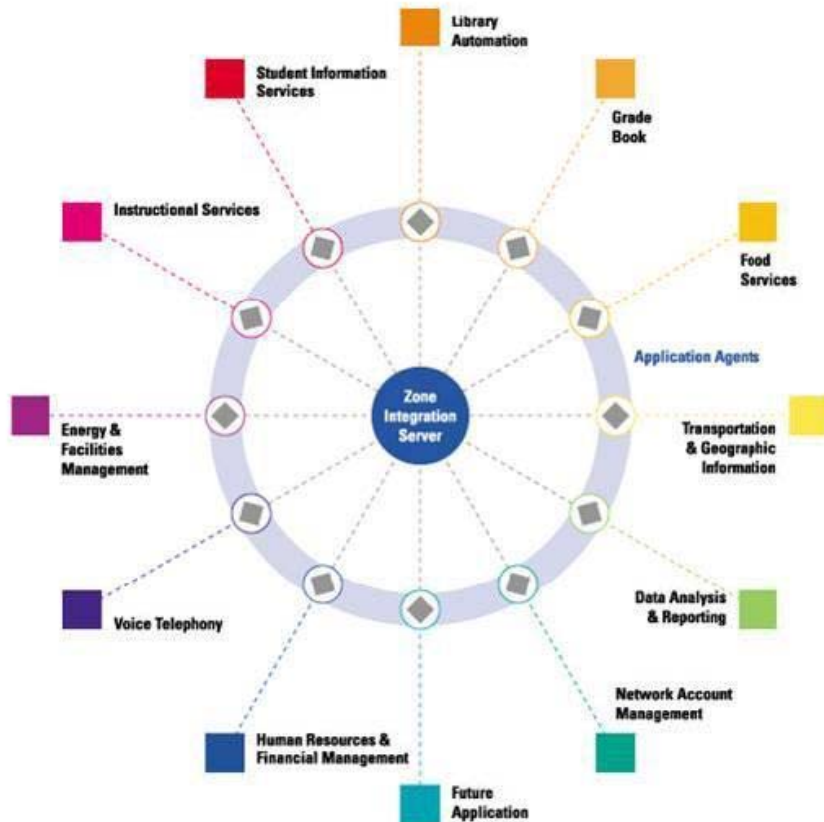 Library
Automation
Student Information
Services
Grade
Book
Instructional Services
Food
Services
Application Agents
Zone
Integration
Server
Energy &
Facilities
Management
Transportation
& Geographic
Information
Data Analysis
& Reporting
Voice Telephony
Network Account
Management
Human Resources &
Financial Management
Future
Application